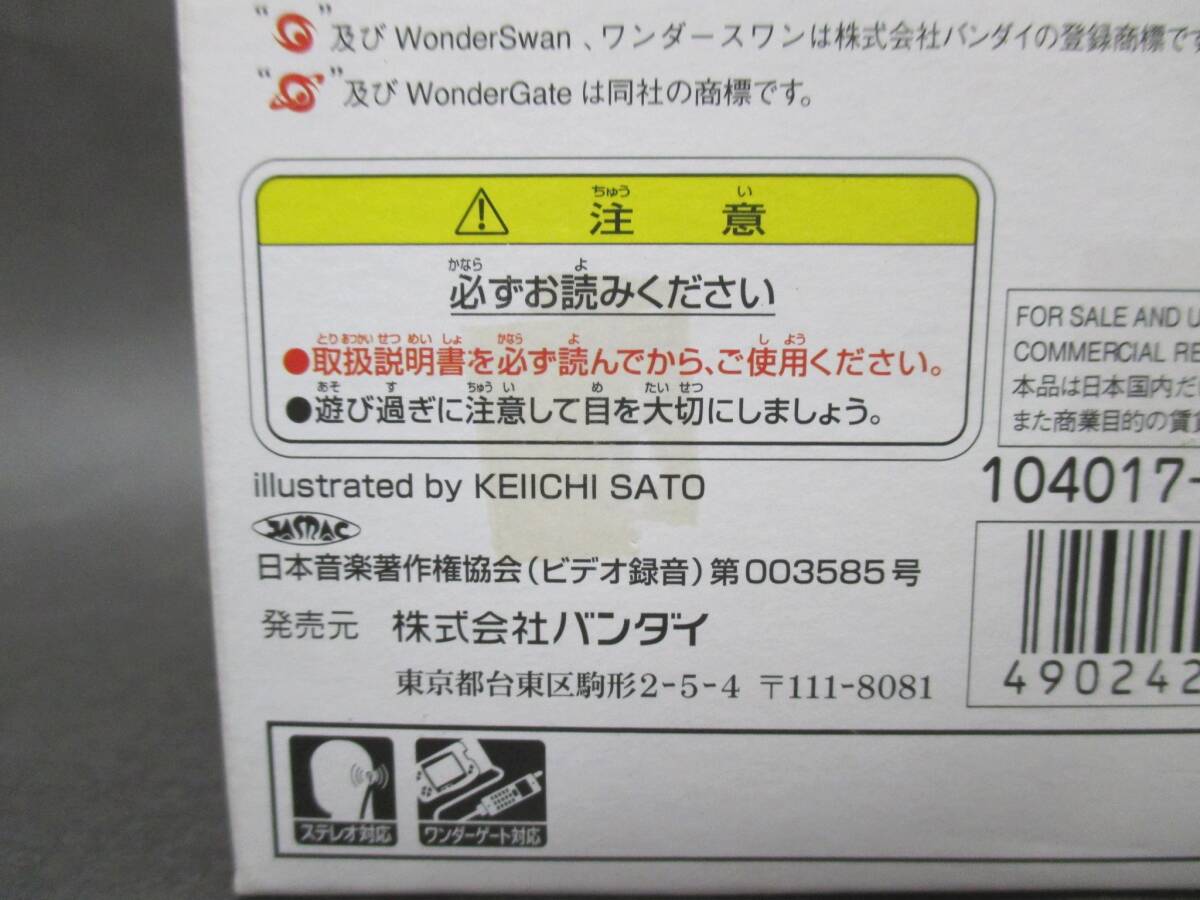 “ ”及び WonderSwan 、ワンダースワンは株式会社バンダイの登録商標です
“ ”及び WonderGate は同社の商標です。
ちゅう い
注 意
かなら よ
必ずお読みください
とりあつかい せつ めい しょ かなら よ し よう
●取扱説明書を必ず読んでから、ご使用ください。
あそ す ちゅう い め たい せつ
●遊び過ぎに注意して目を大切にしましょう。
FOR SALE AND U
COMMERCIAL RE
本品は日本国内だ
また商業目的の賃
illustrated by KEIICHI SATO
104017-
JASRAC
日本音楽著作権協会(ビデオ録音)第003585号
発売元 株式会社バンダイ
東京都台東区駒形2-5-4 〒111-8081
490242
ステレオ対応
ワンダーゲート対応